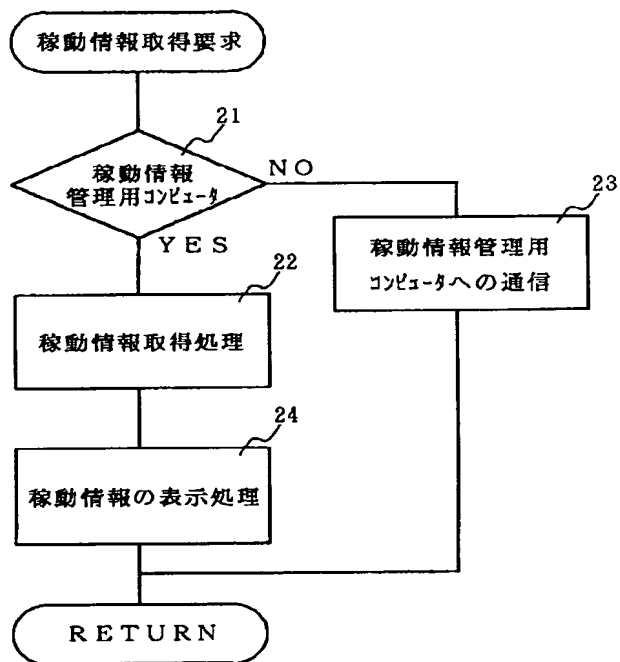 稼動情報取得要求
21
稼動情報
管理用コンピュータ
NO
YES
23
稼動情報管理用
コンピュータへの通信
22
稼動情報取得処理
24
稼動情報の表示処理
RETURN